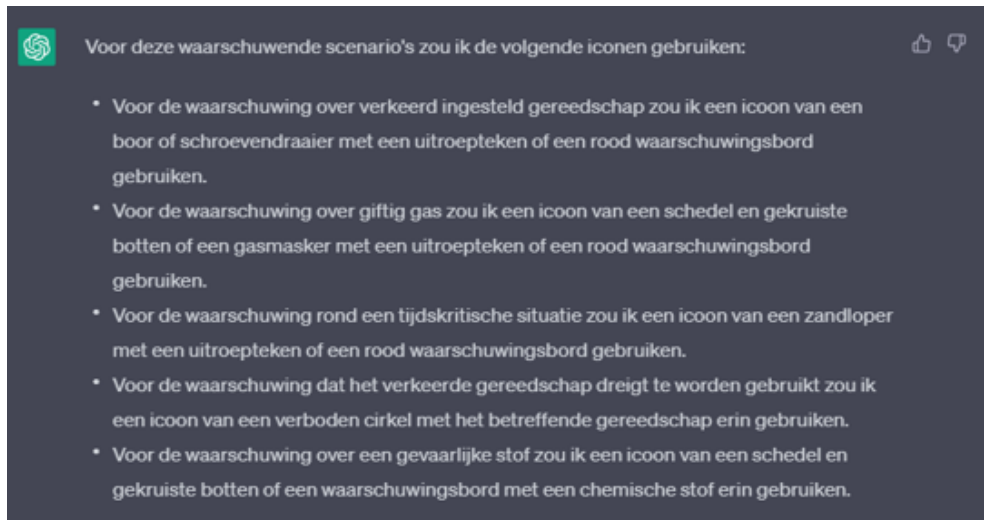 Voor deze waarschuwende scenario's zou ik de volgende iconen gebruiken:
• Voor de waarschuwing over verkeerd ingesteld gereedschap zou ik een icoon van een
boor of schroevendraaier met een uitroepteken of een rood waarschuwingsbord
gebruiken.
• Voor de waarschuwing over giftig gas zou ik een icoon van een schedel en gekruiste
botten of een gasmasker met een uitroepteken of een rood waarschuwingsbord
gebruiken.
• Voor de waarschuwing rond een tijdskritische situatie zou ik een icoon van een zandloper
met een uitroepteken of een rood waarschuwingsbord gebruiken.
• Voor de waarschuwing dat het verkeerde gereedschap dreigt te worden gebruikt zou ik
een icoon van een verboden cirkel met het betreffende gereedschap erin gebruiken.
• Voor de waarschuwing over een gevaarlijke stof zou ik een icoon van een schedel en
gekruiste botten of een waarschuwingsbord met een chemische stof erin gebruiken.